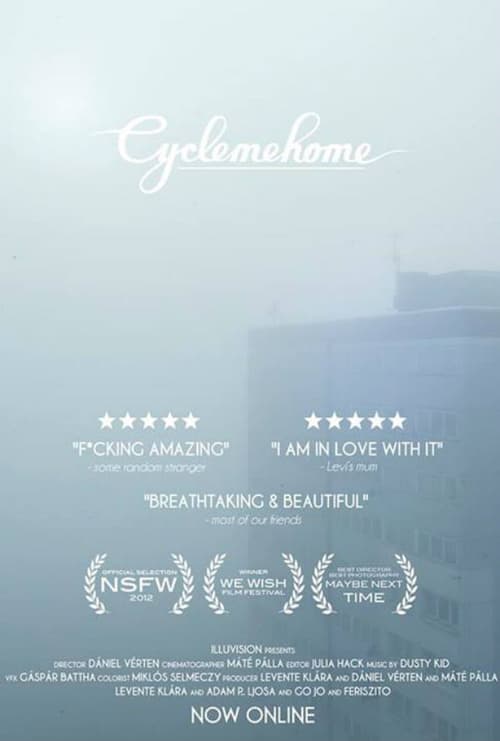 Cyclemehome
"F*CKING AMAZING"
- some random stranger
"I AM IN LOVE WITH IT"
- Levi's mum
"BREATHTAKING & BEAUTIFUL"
- most of our friends
OFFICIAL SELECTION
NSFW
2012
WINNER
WE WISH
FILM FESTIVAL
BEST DIRECTOR
BEST PHOTOGRAPHY
MAYBE NEXT
TIME
ILLUVISION PRESENTS
DIRECTOR DÁNIEL VÉRTEN CINEMATOGRAPHER MÁTÉ PÁLLA EDITOR JULIA HACK MUSIC BY DUSTY KID
VFX GÁSPÁR BATTHA COLORIST MIKLÓS SELMECZY PRODUCER LEVENTE KLÁRA AND DÁNIEL VÉRTEN AND MÁTÉ PÁLLA
LEVENTE KLÁRA AND ADAM P. LJOSA AND GO JO AND FERISZITO
NOW ONLINE